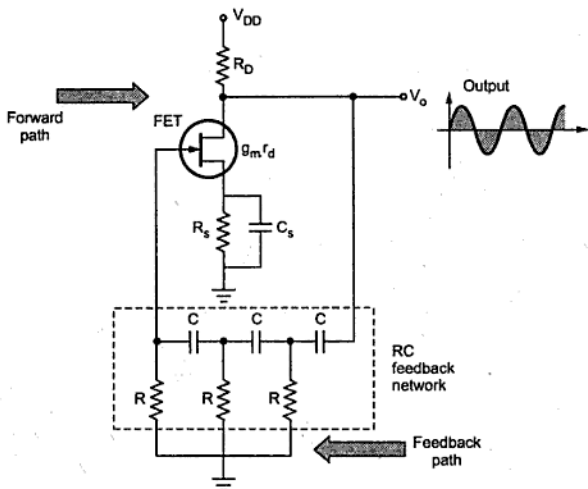 V_DD
R_D
V_o
Output
Forward
path
FET
g_m, r_d
R_s
C_s
C
C
C
RC
feedback
network
R
R
R
Feedback
path